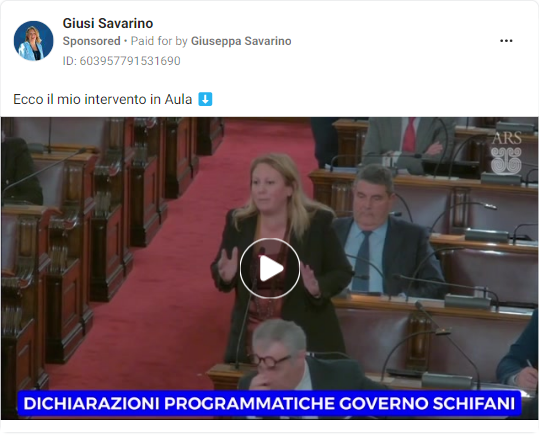 Giusi Savarino
Sponsored • Paid for by Giuseppa Savarino
ID: 603957791531690
Ecco il mio intervento in Aula ⬇️
ARS
DICHIARAZIONI PROGRAMMATICHE GOVERNO SCHIFANI